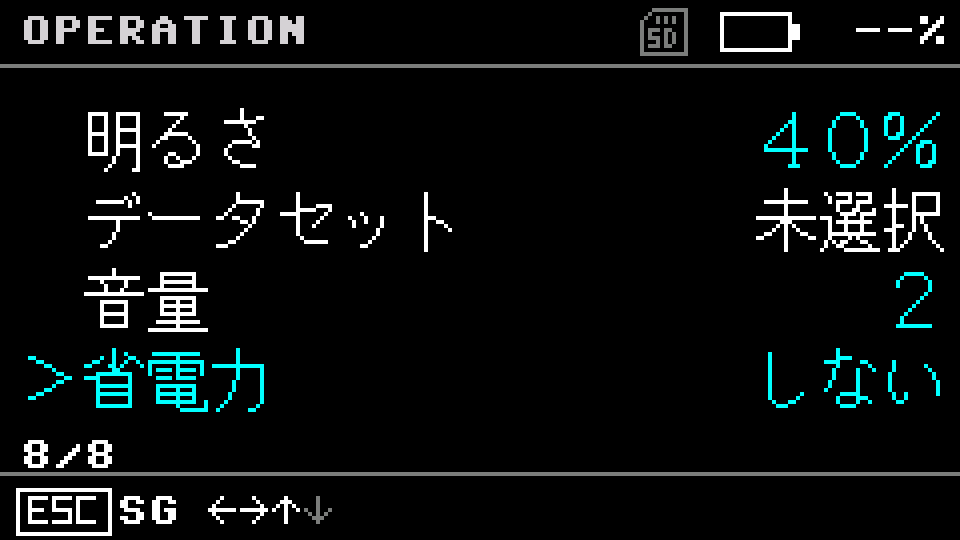 OPERATION SD --%
明るさ 40%
データセット 未選択
音量 2
>省電力 しない
8/8
ESC SG ←→↑↓